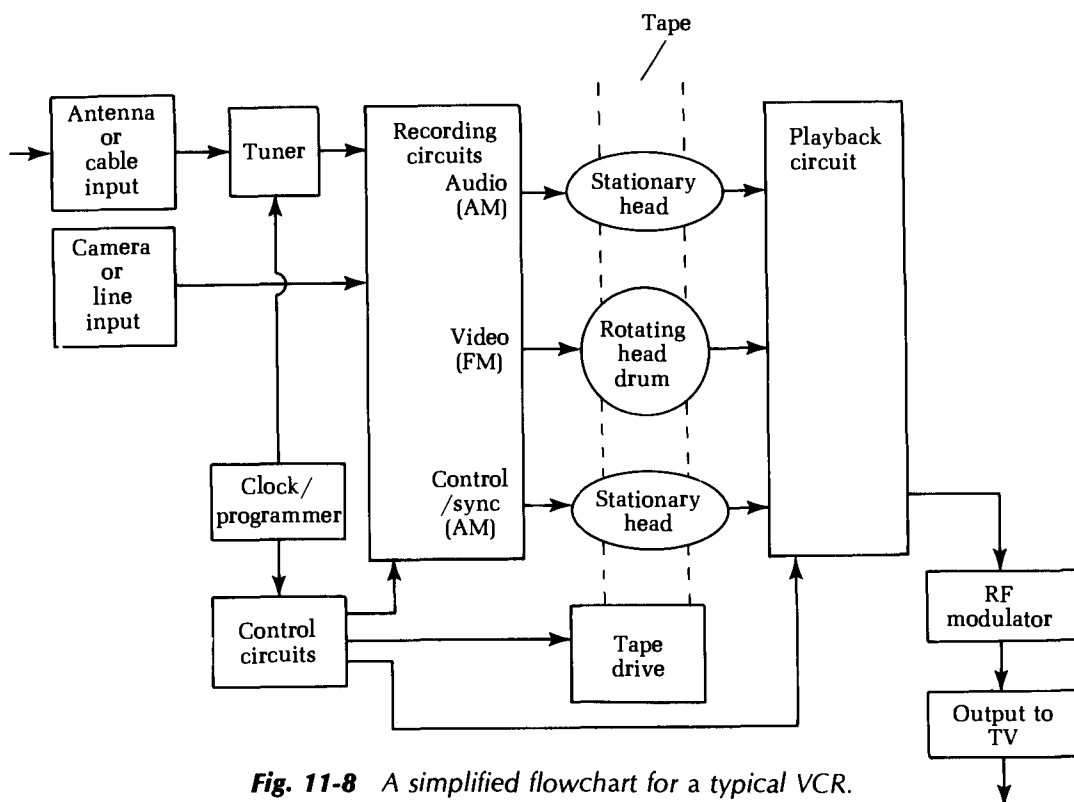 Tape
Antenna
or
cable
input
Tuner
Recording
circuits
Audio
(AM)
Stationary
head
Playback
circuit
Camera
or
line
input
Video
(FM)
Rotating
head
drum
Clock/
programmer
Control
/sync
(AM)
Stationary
head
Control
circuits
Tape
drive
RF
modulator
Output to
TV
Fig. 11-8 A simplified flowchart for a typical VCR.